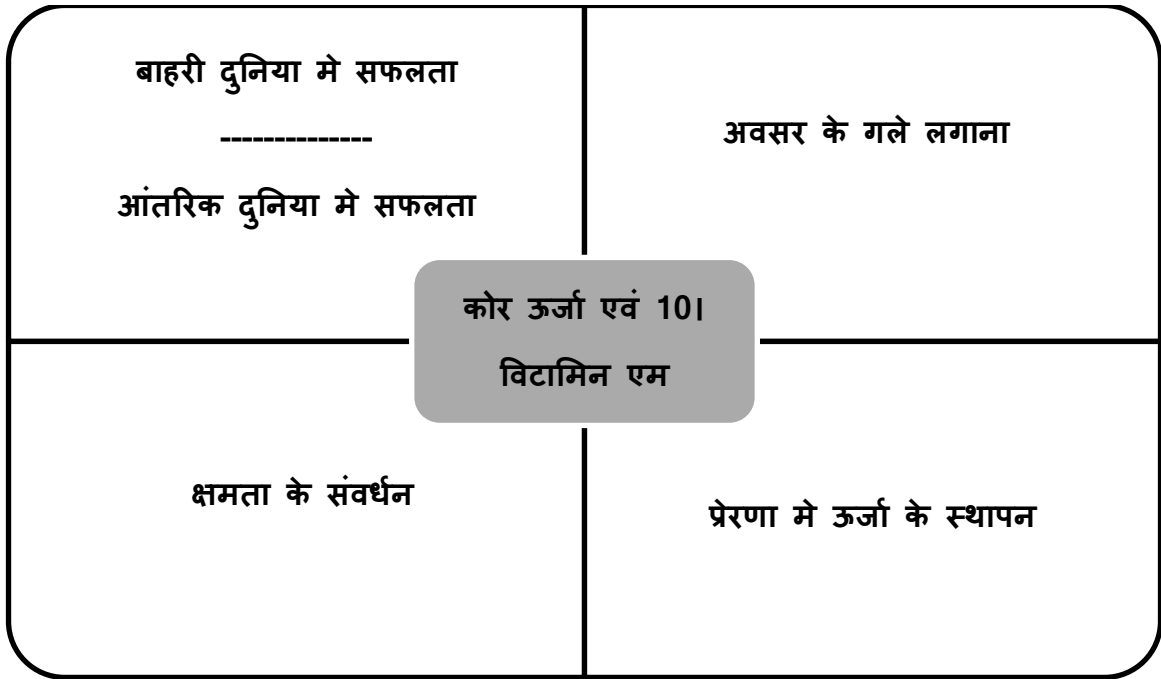 बाहरी दुनिया मे सफलता
--------------
आंतरिक दुनिया मे सफलता
अवसर के गले लगाना
कोर ऊर्जा एवं 10।
विटामिन एम
क्षमता के संवर्धन
प्रेरणा मे ऊर्जा के स्थापन